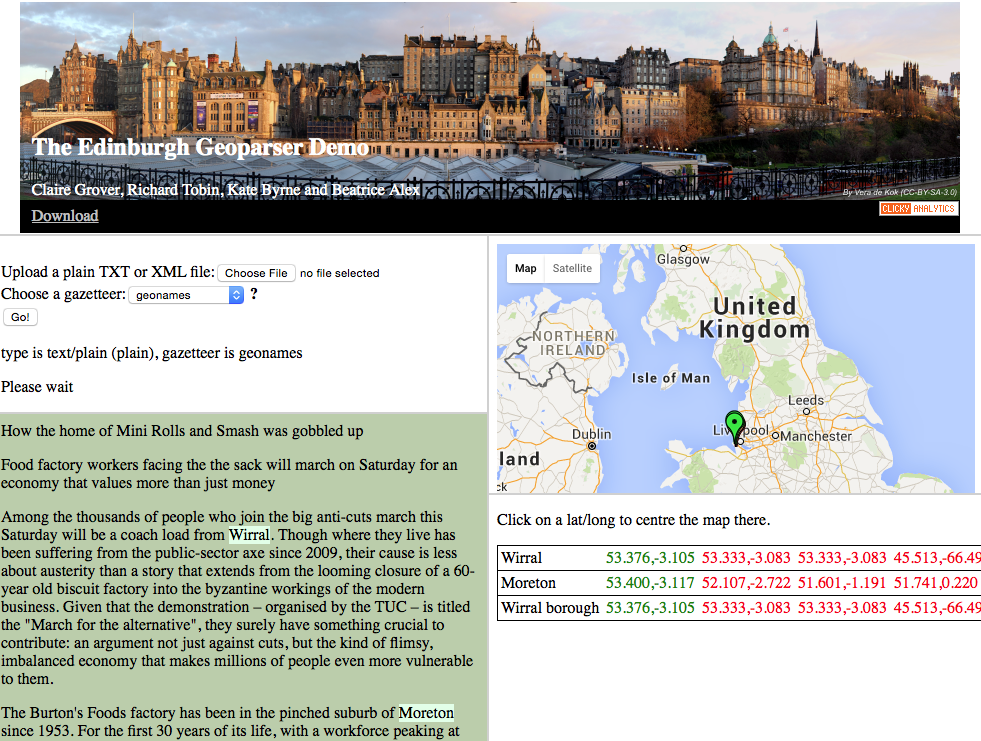 The Edinburgh Geoparser Demo
Claire Grover, Richard Tobin, Kate Byrne and Beatrice Alex
By Vera de Kok (CC-BY-SA-3.0)
Download
CLICKY ANALYTICS
Upload a plain TXT or XML file: Choose File no file selected
Choose a gazetteer: geonames ?
Go!
type is text/plain (plain), gazetteer is geonames
Please wait
How the home of Mini Rolls and Smash was gobbled up
Food factory workers facing the the sack will march on Saturday for an
economy that values more than just money
Among the thousands of people who join the big anti-cuts march this
Saturday will be a coach load from Wirral. Though where they live has
been suffering from the public-sector axe since 2009, their cause is less
about austerity than a story that extends from the looming closure of a 60-
year old biscuit factory into the byzantine workings of the modern
business. Given that the demonstration – organised by the TUC – is titled
the "March for the alternative", they surely have something crucial to
contribute: an argument not just against cuts, but the kind of flimsy,
imbalanced economy that makes millions of people even more vulnerable
to them.
The Burton's Foods factory has been in the pinched suburb of Moreton
since 1953. For the first 30 years of its life, with a workforce peaking at
Map Satellite
Glasgow
United
Kingdom
NORTHERN
IRELAND
Isle of Man
Leeds
Liv pool
Manchester
Dublin
land
ck
Click on a lat/long to centre the map there.
Wirral 53.376,-3.105 53.333,-3.083 53.333,-3.083 45.513,-66.49
Moreton 53.400,-3.117 52.107,-2.722 51.601,-1.191 51.741,0.220
Wirral borough 53.376,-3.105 53.333,-3.083 53.333,-3.083 45.513,-66.49